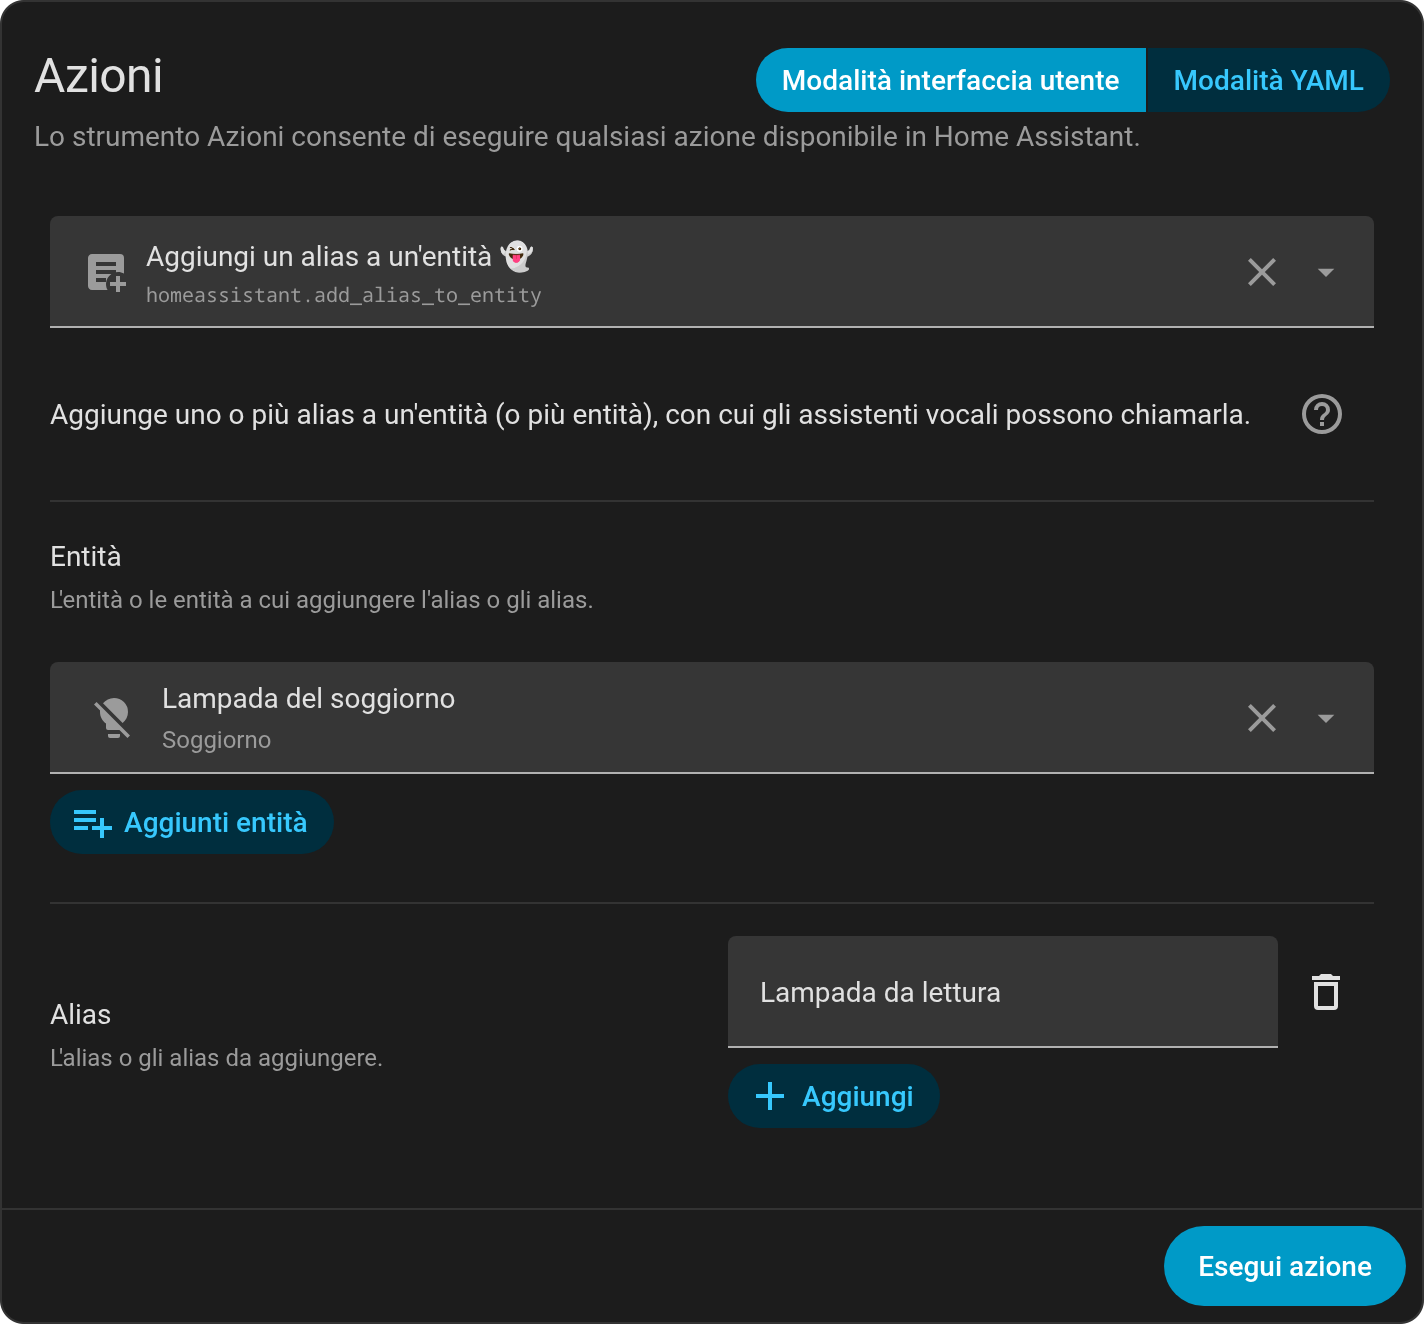 Azioni
Modalità interfaccia utente
Modalità YAML
Lo strumento Azioni consente di eseguire qualsiasi azione disponibile in Home Assistant.
Aggiungi un alias a un'entità 👻
homeassistant.add_alias_to_entity
Aggiunge uno o più alias a un'entità (o più entità), con cui gli assistenti vocali possono chiamarla.
Entità
L'entità o le entità a cui aggiungere l'alias o gli alias.
Lampada del soggiorno
Soggiorno
Aggiunti entità
Alias
L'alias o gli alias da aggiungere.
Lampada da lettura
Aggiungi
Esegui azione